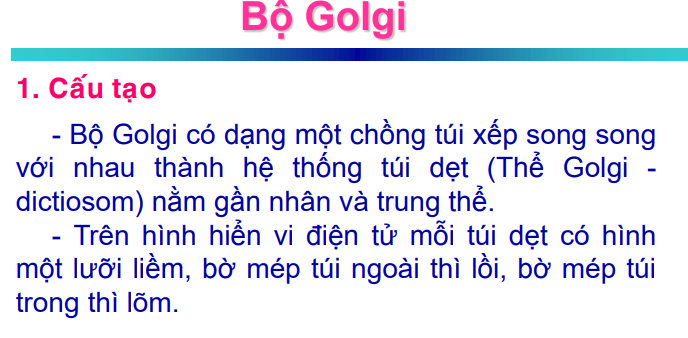 Bộ Golgi
1. Cấu tạo
- Bộ Golgi có dạng một chồng túi xếp song song
với nhau thành hệ thống túi dẹt (Thể Golgi -
dictiosom) nằm gần nhân và trung thể.
- Trên hình hiển vi điện tử mỗi túi dẹt có hình
một lưỡi liềm, bờ mép túi ngoài thì lồi, bờ mép túi
trong thì lõm.